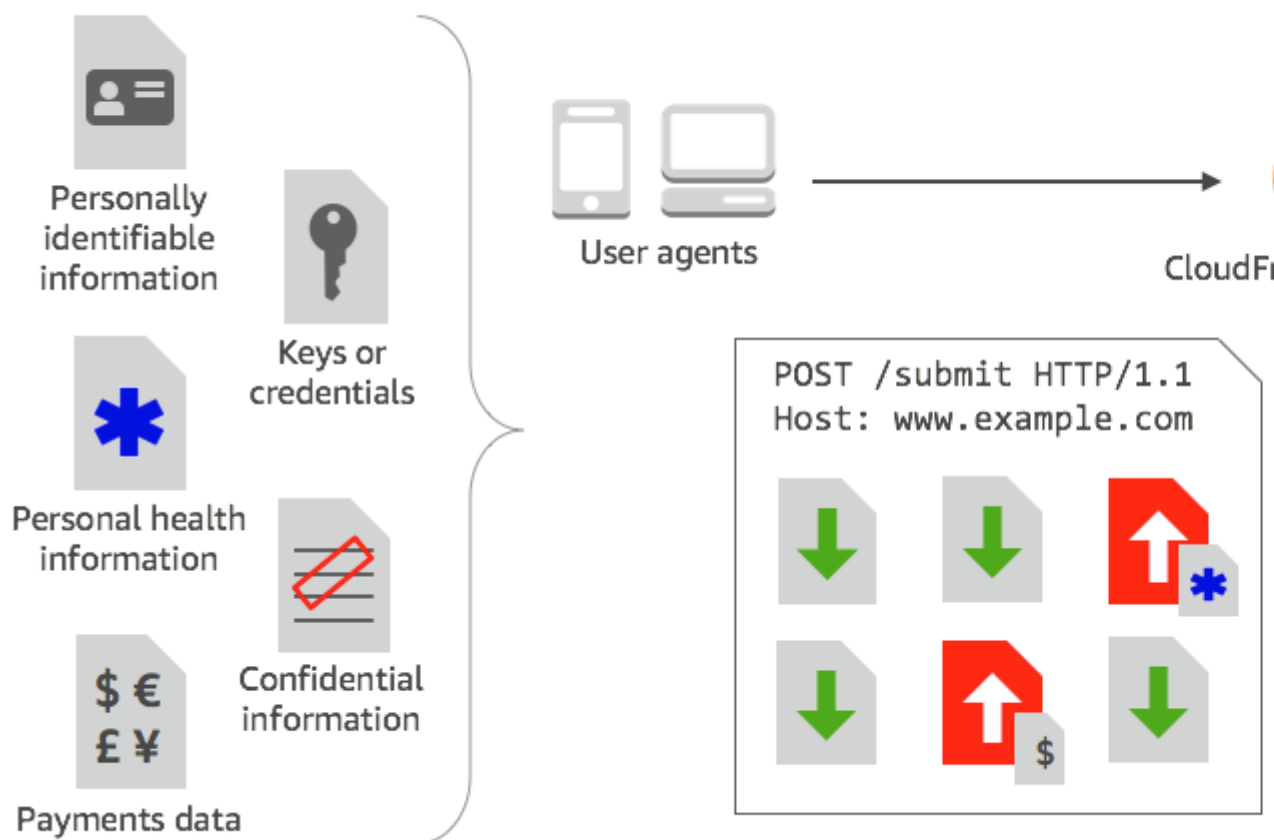 Personally
identifiable
information
Keys or
credentials
Personal health
information
Confidential
information
$ €
£ ¥
Payments data
User agents
CloudFr
POST /submit HTTP/1.1
Host: www.example.com
$